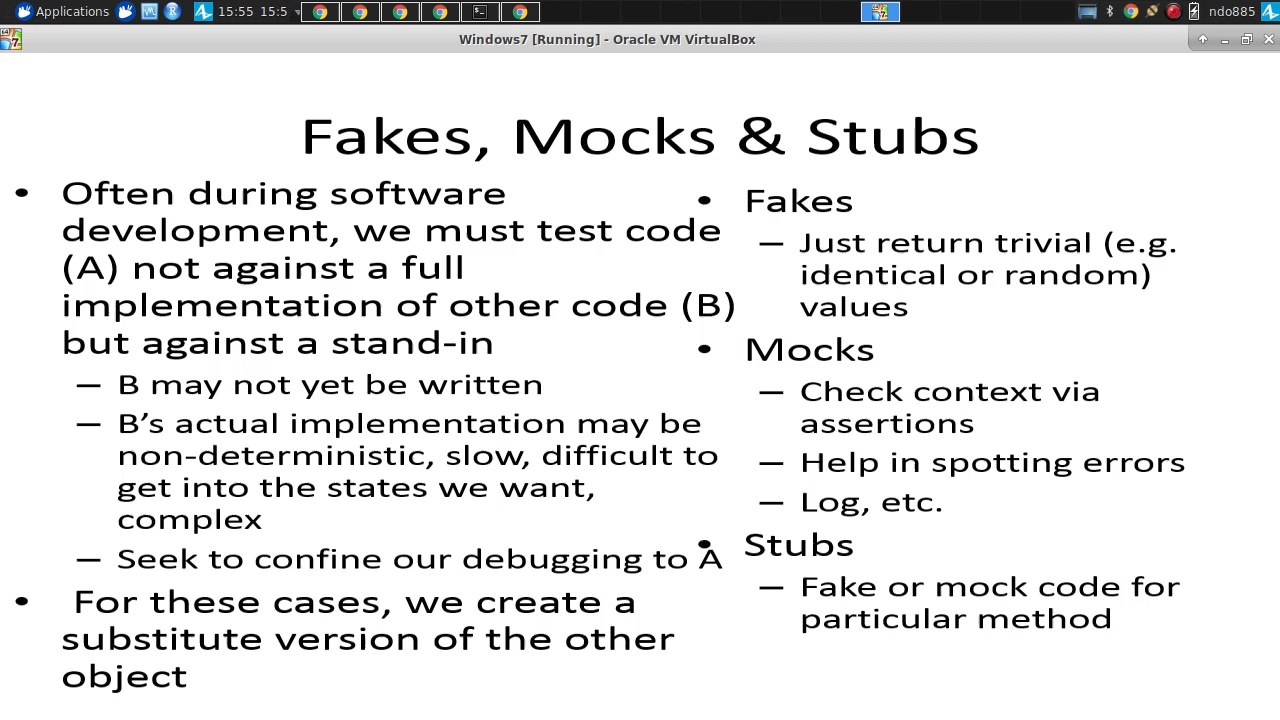 Applications 15:55 15:5 ndo885
Windows7 [Running] - Oracle VM VirtualBox
Fakes, Mocks & Stubs
• Often during software
development, we must test code
(A) not against a full
implementation of other code (B)
but against a stand-in
– B may not yet be written
– B’s actual implementation may be
non-deterministic, slow, difficult to
get into the states we want,
complex
– Seek to confine our debugging to A
• For these cases, we create a
substitute version of the other
object
• Fakes
– Just return trivial (e.g.
identical or random)
values
• Mocks
– Check context via
assertions
– Help in spotting errors
– Log, etc.
• Stubs
– Fake or mock code for
particular method